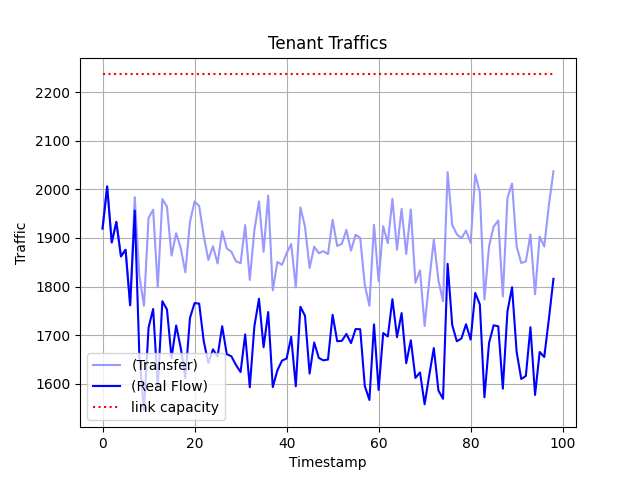 Tenant Traffics
Traffic
2200
2100
2000
1900
1800
1700
1600
(Transfer)
(Real Flow)
link capacity
0
20
40
60
80
100
Timestamp